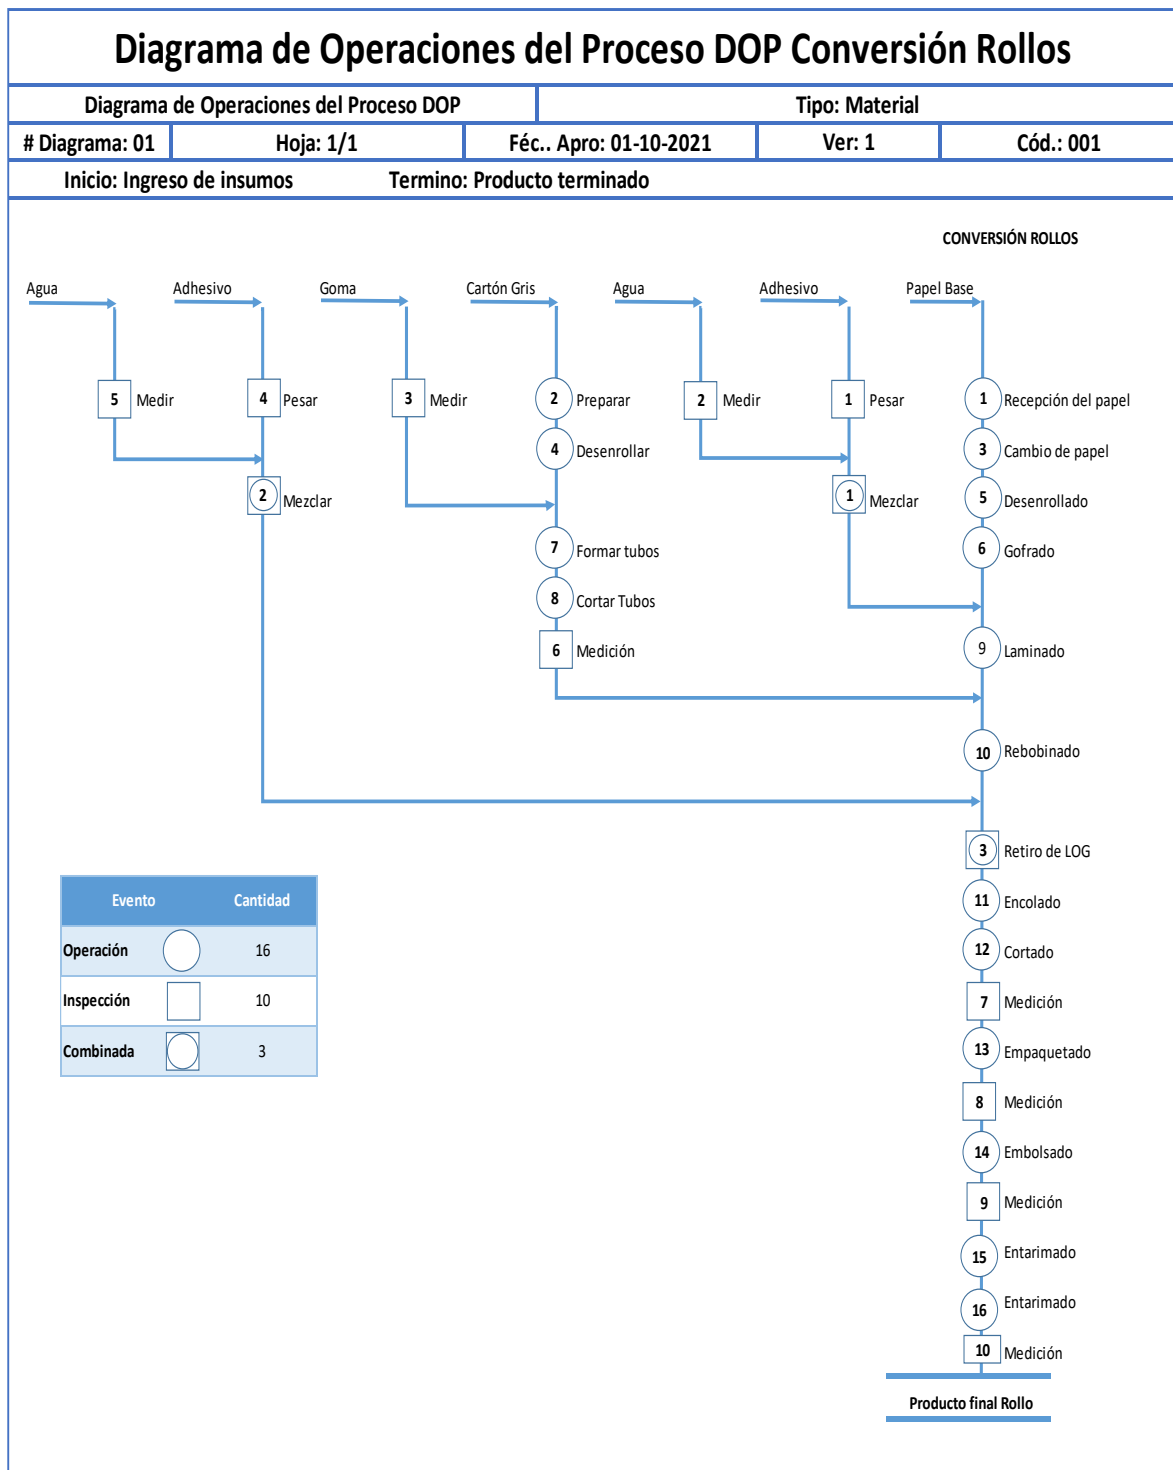 Diagrama de Operaciones del Proceso DOP Conversión Rollos
Diagrama de Operaciones del Proceso DOP
Tipo: Material
# Diagrama: 01
Hoja: 1/1
Féc.. Apro: 01-10-2021
Ver: 1
Cód.: 001
Inicio: Ingreso de insumos
Termino: Producto terminado
CONVERSIÓN ROLLOS
Agua
Adhesivo
Goma
Cartón Gris
Agua
Adhesivo
Papel Base
5 Medir
4 Pesar
3 Medir
2 Preparar
2 Medir
1 Pesar
1 Recepción del papel
4 Desenrollar
3 Cambio de papel
2 Mezclar
1 Mezclar
5 Desenrollado
7 Formar tubos
6 Gofrado
8 Cortar Tubos
6 Medición
9 Laminado
10 Rebobinado
3 Retiro de LOG
11 Encolado
12 Cortado
7 Medición
13 Empaquetado
8 Medición
14 Embolsado
9 Medición
15 Entarimado
16 Entarimado
10 Medición
Producto final Rollo
Evento Cantidad
Operación 16
Inspección 10
Combinada 3